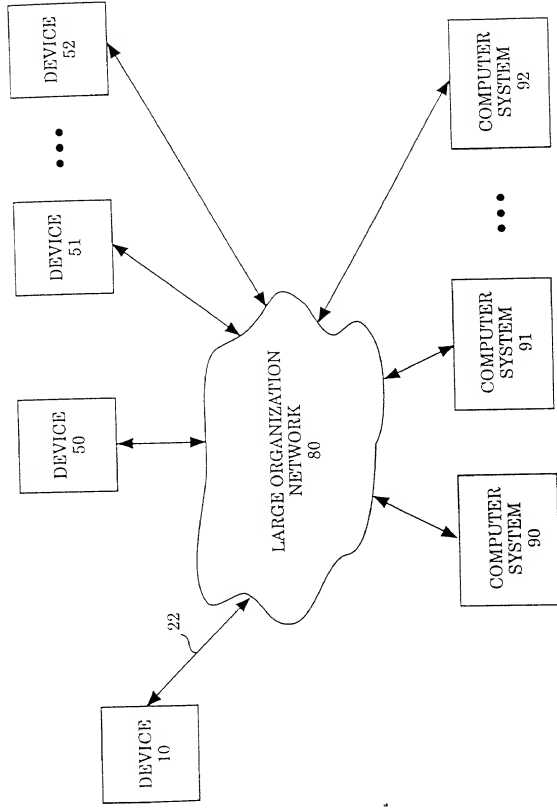 DEVICE
10
22
DEVICE
50
DEVICE
51
•••
DEVICE
52
LARGE ORGANIZATION
NETWORK
80
COMPUTER
SYSTEM
90
COMPUTER
SYSTEM
91
•••
COMPUTER
SYSTEM
92